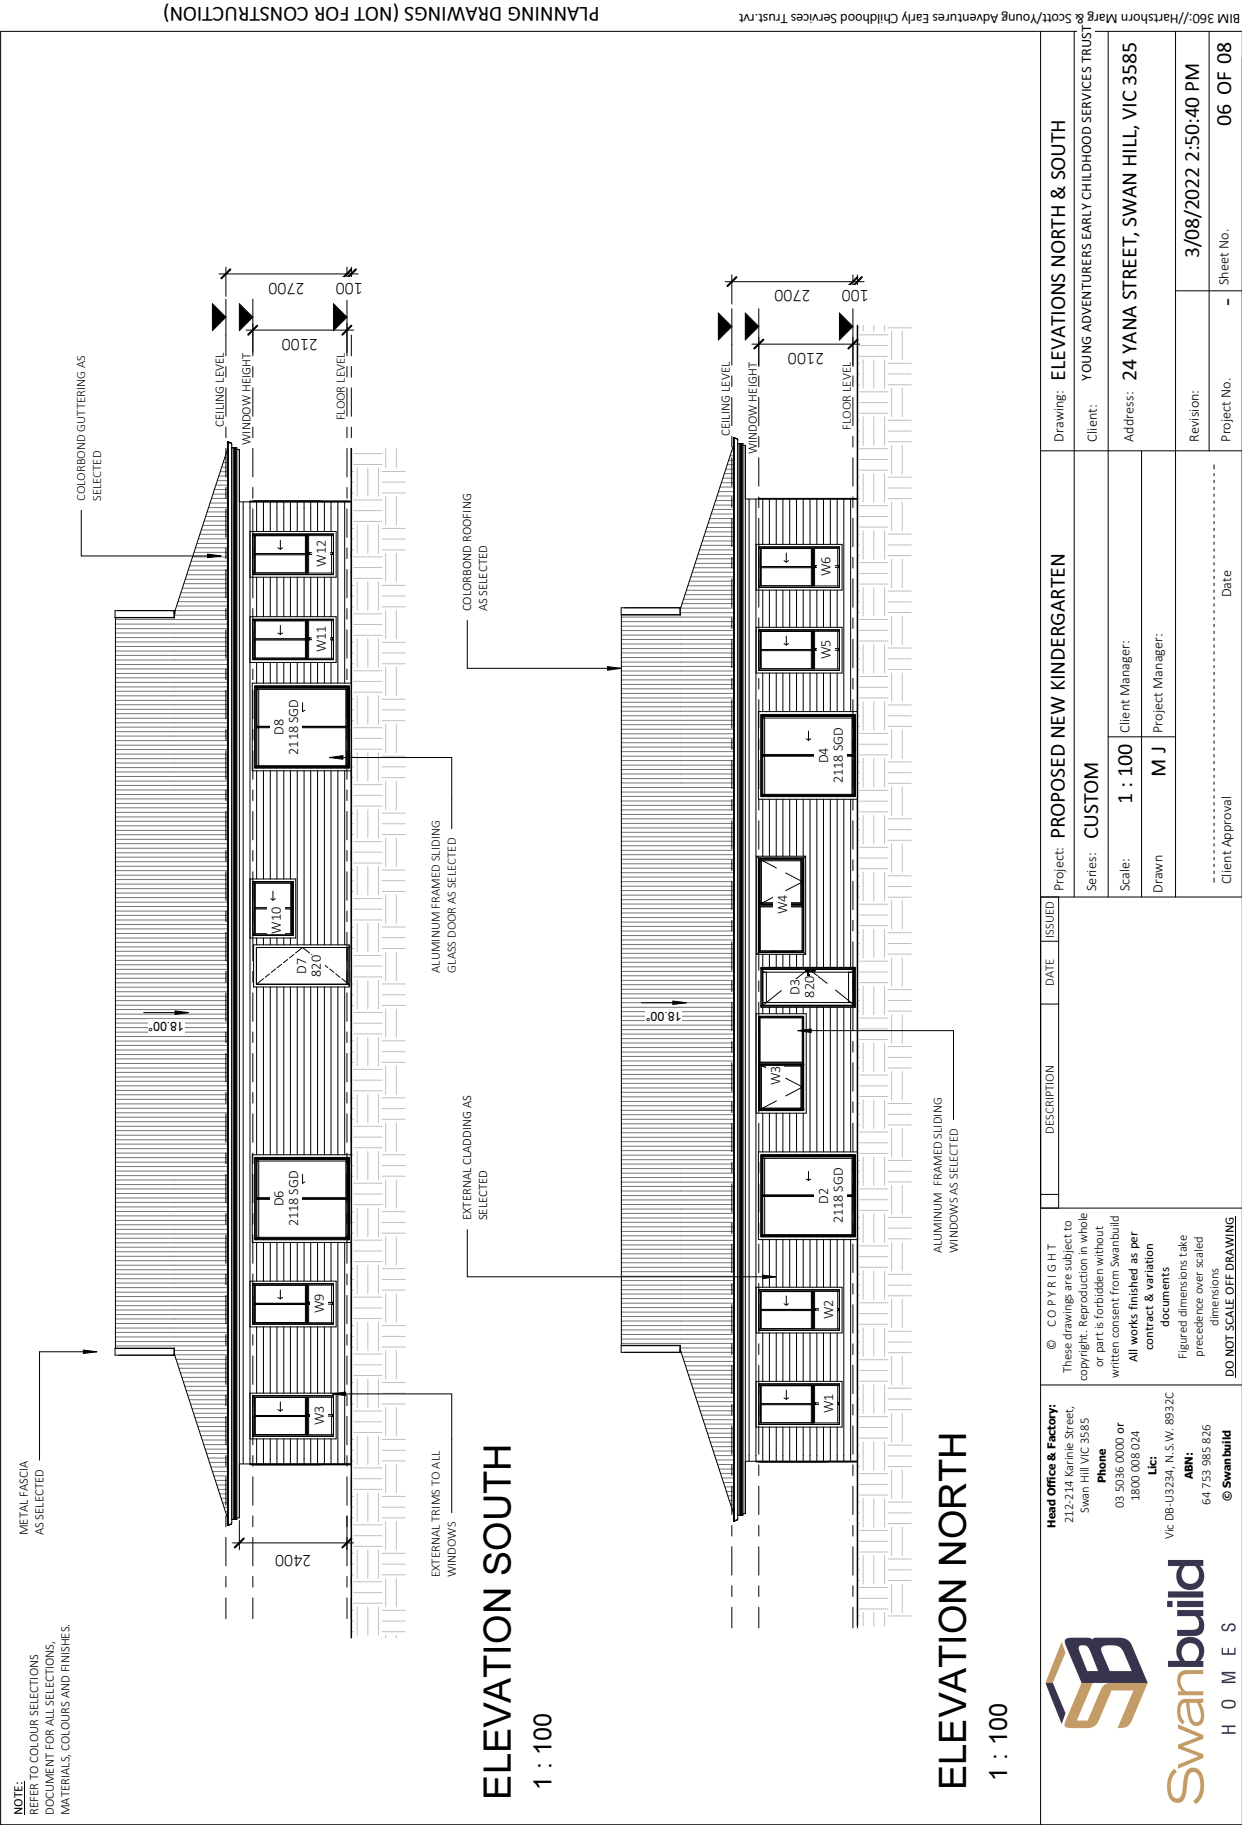 NOTE:
REFER TO COLOUR SELECTIONS
DOCUMENT FOR ALL SELECTIONS,
MATERIALS, COLOURS AND FINISHES.
METAL FASCIA
AS SELECTED
COLORBOND GUTTERING AS
SELECTED
18.00°
CEILING LEVEL
WINDOW HEIGHT
FLOOR LEVEL
2700
2100
100
2400
W3
W9
D6
2118 SGD
D7
820
W10
D8
2118 SGD
W11
W12
EXTERNAL TRIMS TO ALL
WINDOWS
ALUMINUM FRAMED SLIDING
GLASS DOOR AS SELECTED
ELEVATION SOUTH
1 : 100
EXTERNAL CLADDING AS
SELECTED
COLORBOND ROOFING
AS SELECTED
18.00°
CEILING LEVEL
WINDOW HEIGHT
FLOOR LEVEL
2700
2100
100
W1
W2
D2
2118 SGD
W3
D3
820
W4
D4
2118 SGD
W5
W6
ALUMINUM FRAMED SLIDING
WINDOWS AS SELECTED
ELEVATION NORTH
1 : 100
Swanbuild
HOMES
Head Office & Factory:
212-214 Karinie Street,
Swan Hill VIC 3585
Phone
03 5036 0000 or
1800 008 024
Lic:
Vic DB-U3234, N.S.W. 8932C
ABN:
64 753 985 826
© Swanbuild
© COPYRIGHT
These drawings are subject to
copyright. Reproduction in whole
or part is forbidden without
written consent from Swanbuild
All works finished as per
contract & variation
documents
Figured dimensions take
precedence over scaled
dimensions
DO NOT SCALE OFF DRAWING
DESCRIPTION
DATE
ISSUED
Project: PROPOSED NEW KINDERGARTEN
Series: CUSTOM
Scale: 1 : 100
Client Manager:
Drawn M J
Project Manager:
Client Approval
Date
Drawing: ELEVATIONS NORTH & SOUTH
Client: YOUNG ADVENTURERS EARLY CHILDHOOD SERVICES TRUST
Address: 24 YANA STREET, SWAN HILL, VIC 3585
Revision: 3/08/2022 2:50:40 PM
Project No. -
Sheet No. 06 OF 08
PLANNING DRAWINGS (NOT FOR CONSTRUCTION)
BIM 360://Hartshorn Marg & Scott/Young Adventures Early Childhood Services Trust.rvt